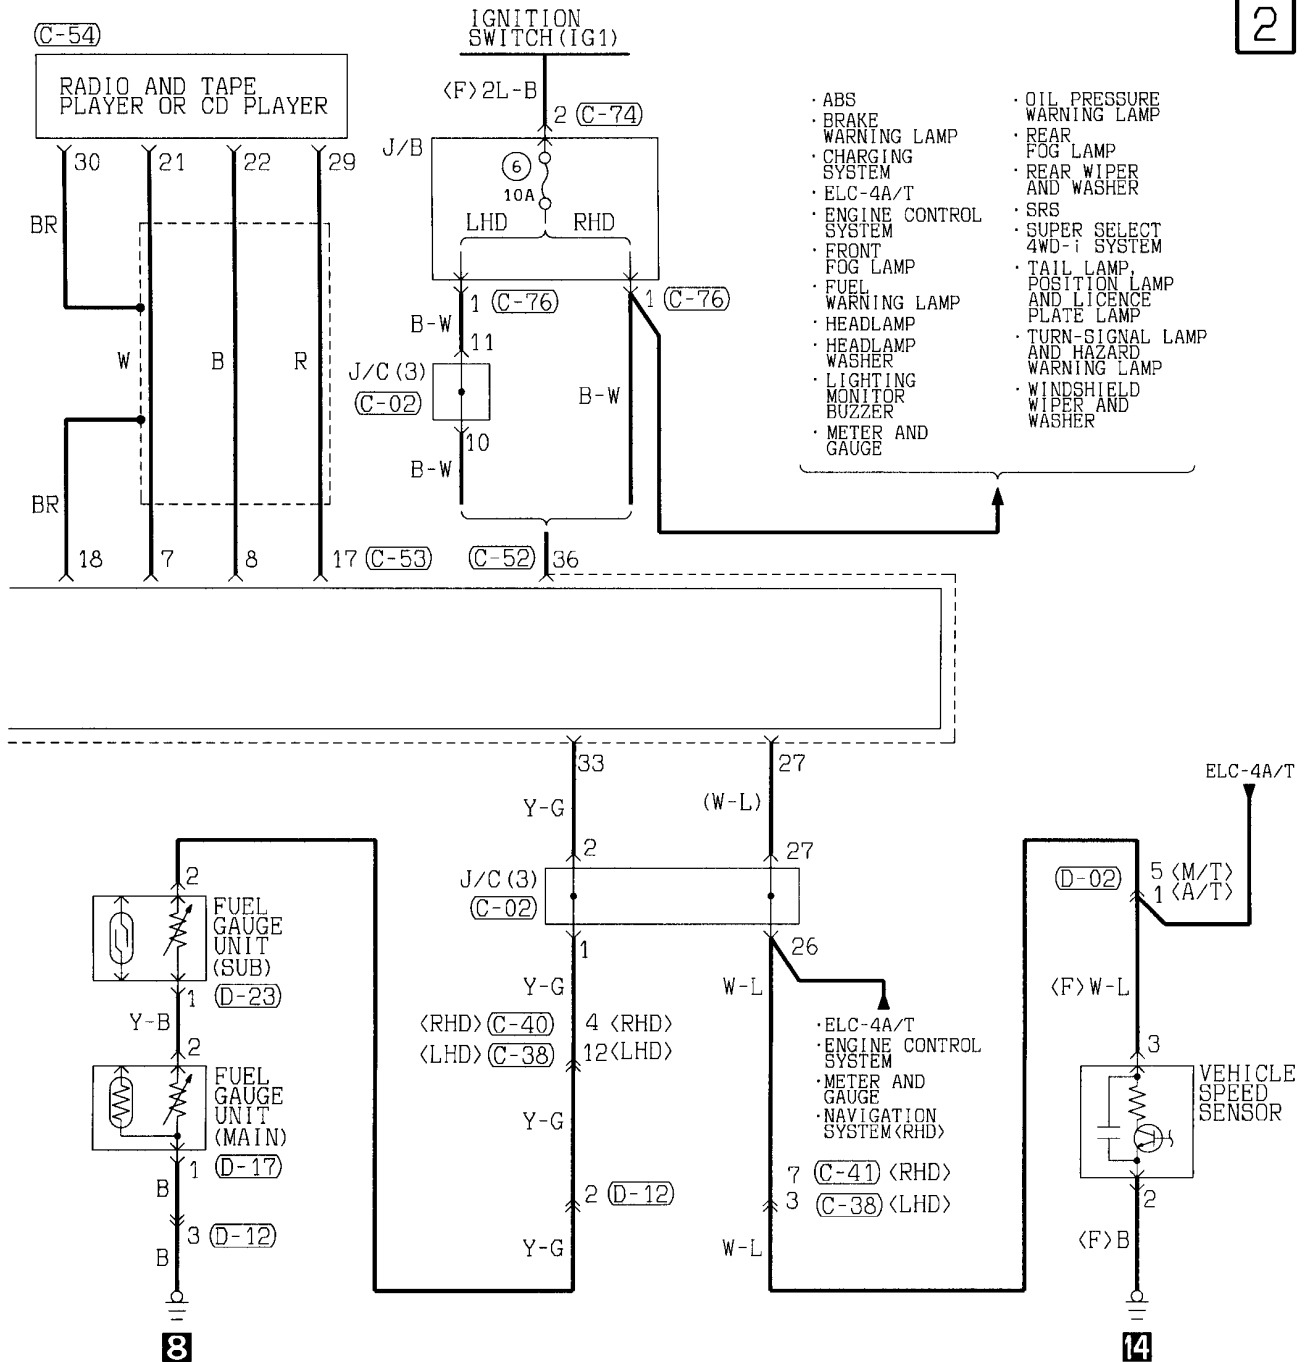 2
(C-54)
RADIO AND TAPE
PLAYER OR CD PLAYER
30
21
22
29
BR
W
B
R
BR
18
7
8
17 (C-53)
IGNITION
SWITCH(IG1)
<F>2L-B
2 (C-74)
J/B
6
10A
LHD
RHD
1 (C-76)
1 (C-76)
B-W
11
J/C(3)
(C-02)
10
B-W
B-W
(C-52) 36
· ABS
· BRAKE
WARNING LAMP
· CHARGING
SYSTEM
· ELC-4A/T
· ENGINE CONTROL
SYSTEM
· FRONT
FOG LAMP
· FUEL
WARNING LAMP
· HEADLAMP
· HEADLAMP
WASHER
· LIGHTING
MONITOR
BUZZER
· METER AND
GAUGE
· OIL PRESSURE
WARNING LAMP
· REAR
FOG LAMP
· REAR WIPER
AND WASHER
· SRS
· SUPER SELECT
4WD-i SYSTEM
· TAIL LAMP,
POSITION LAMP
AND LICENCE
PLATE LAMP
· TURN-SIGNAL LAMP
AND HAZARD
WARNING LAMP
· WINDSHIELD
WIPER AND
WASHER
33
27
Y-G
(W-L)
2
27
J/C(3)
(C-02)
1
26
Y-G
W-L
<RHD>(C-40) 4 <RHD>
<LHD>(C-38) 12<LHD>
Y-G
2 (D-12)
Y-G
·ELC-4A/T
·ENGINE CONTROL
SYSTEM
·METER AND
GAUGE
·NAVIGATION
SYSTEM<RHD>
7 (C-41)<RHD>
3 (C-38)<LHD>
W-L
2
FUEL
GAUGE
UNIT
(SUB)
1 (D-23)
Y-B
2
FUEL
GAUGE
UNIT
(MAIN)
1 (D-17)
B
3 (D-12)
B
8
ELC-4A/T
(D-02)
5 <M/T>
1 <A/T>
<F>W-L
3
VEHICLE
SPEED
SENSOR
2
<F>B
14